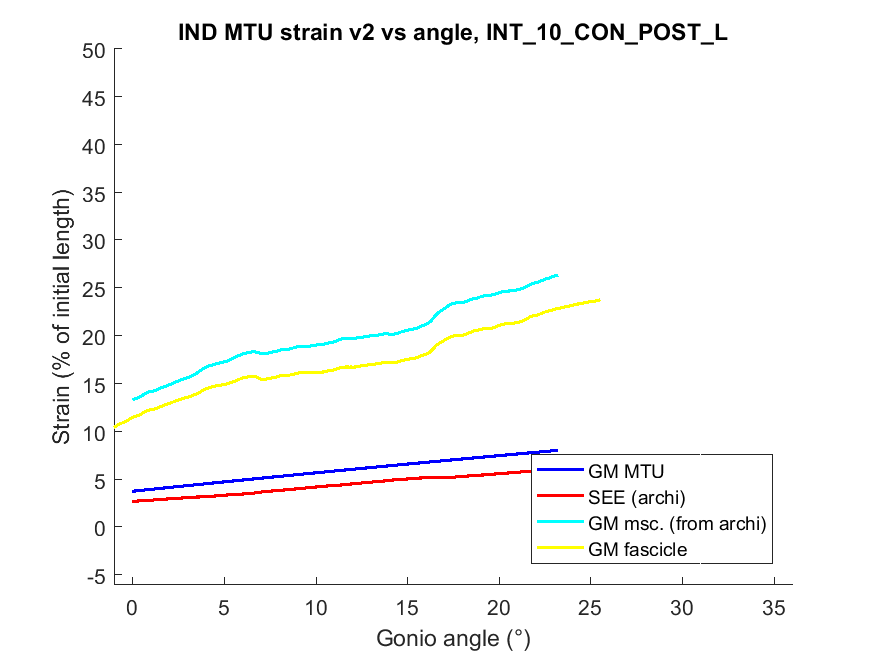 IND MTU strain v2 vs angle, INT_10_CON_POST_L
50
45
40
35
30
25
20
15
10
5
0
-5
Strain (% of initial length)
0 5 10 15 20 25 30 35
Gonio angle (°)
GM MTU
SEE (archi)
GM msc. (from archi)
GM fascicle